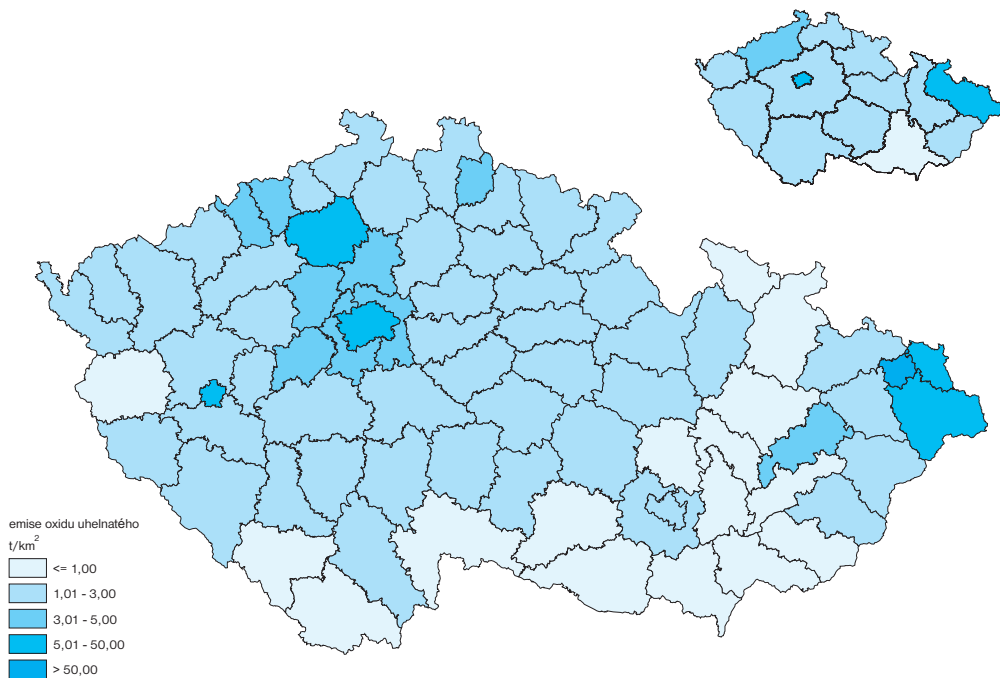 emise oxidu uhelnatého
t/km²
<= 1,00
1,01 - 3,00
3,01 - 5,00
5,01 - 50,00
> 50,00